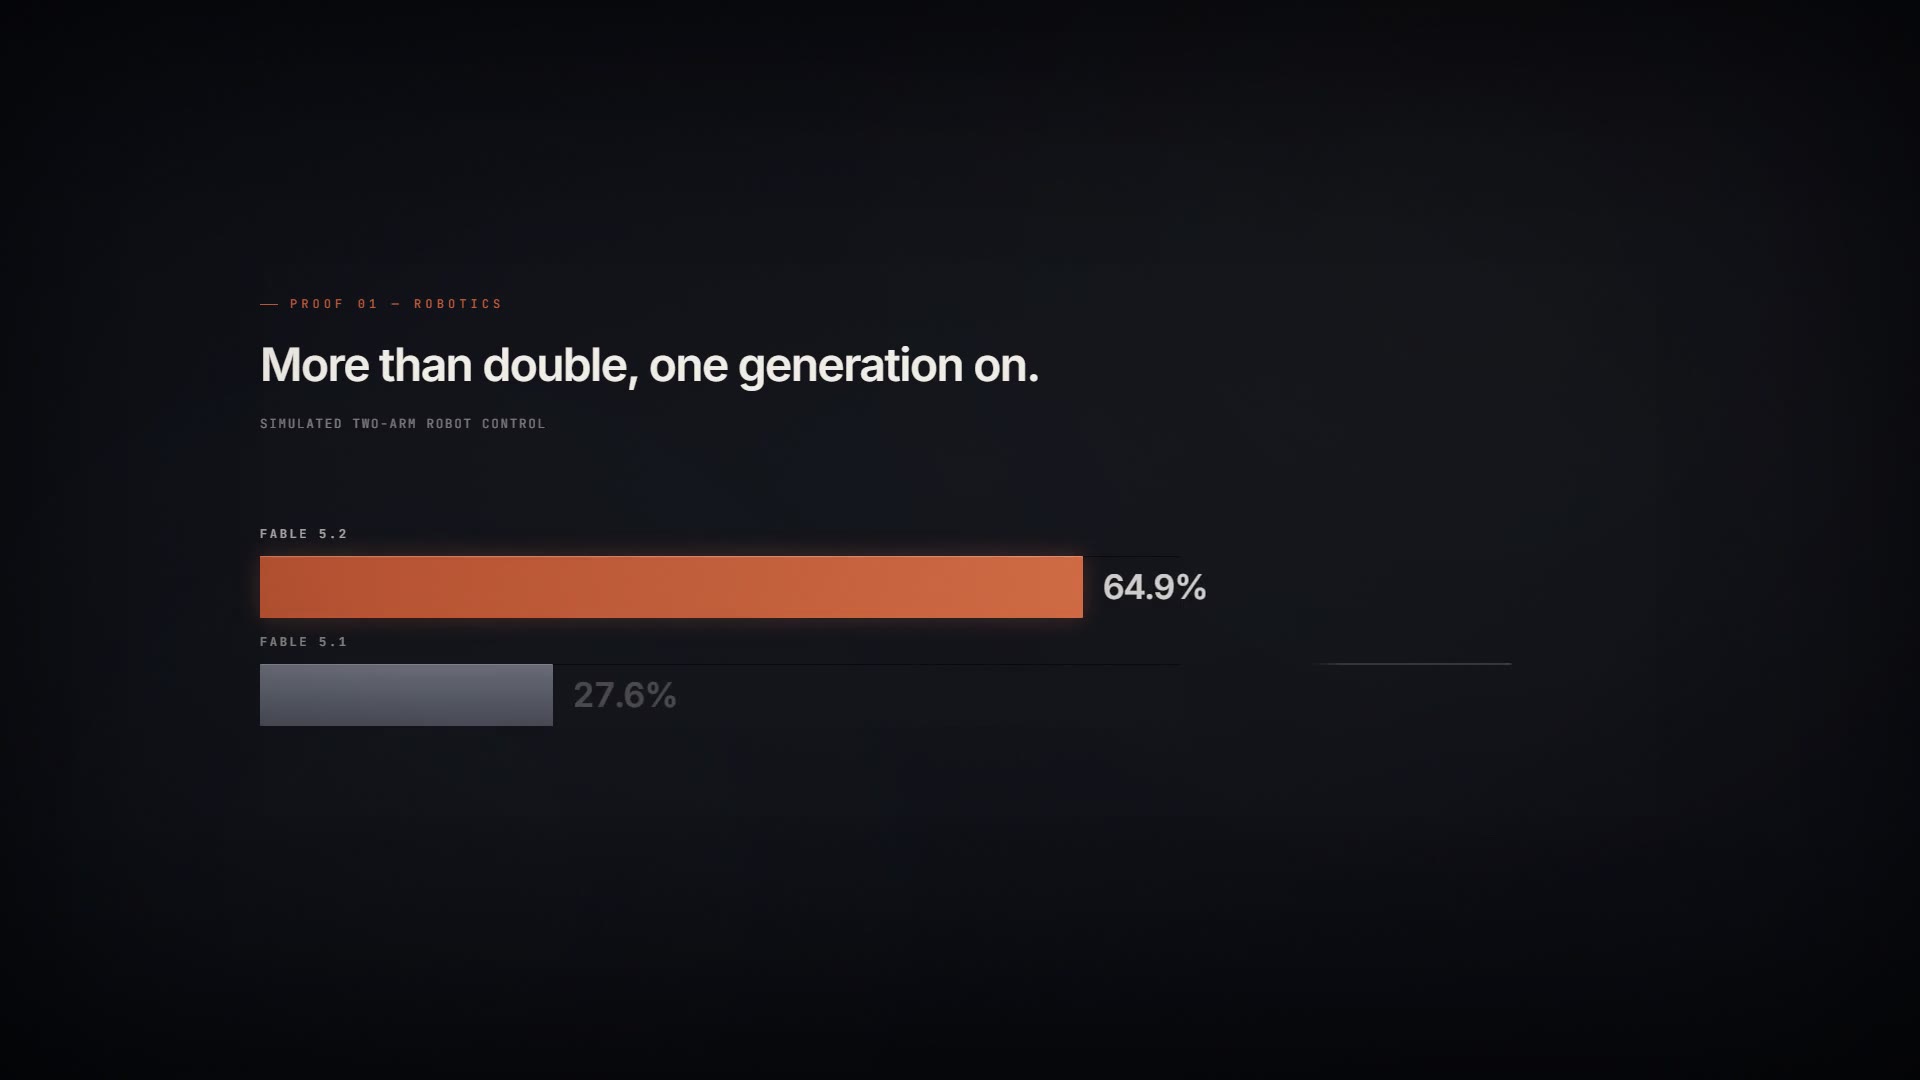 PROOF 01 — ROBOTICS
More than double, one generation on.
SIMULATED TWO-ARM ROBOT CONTROL
FABLE 5.2
64.9%
FABLE 5.1
27.6%